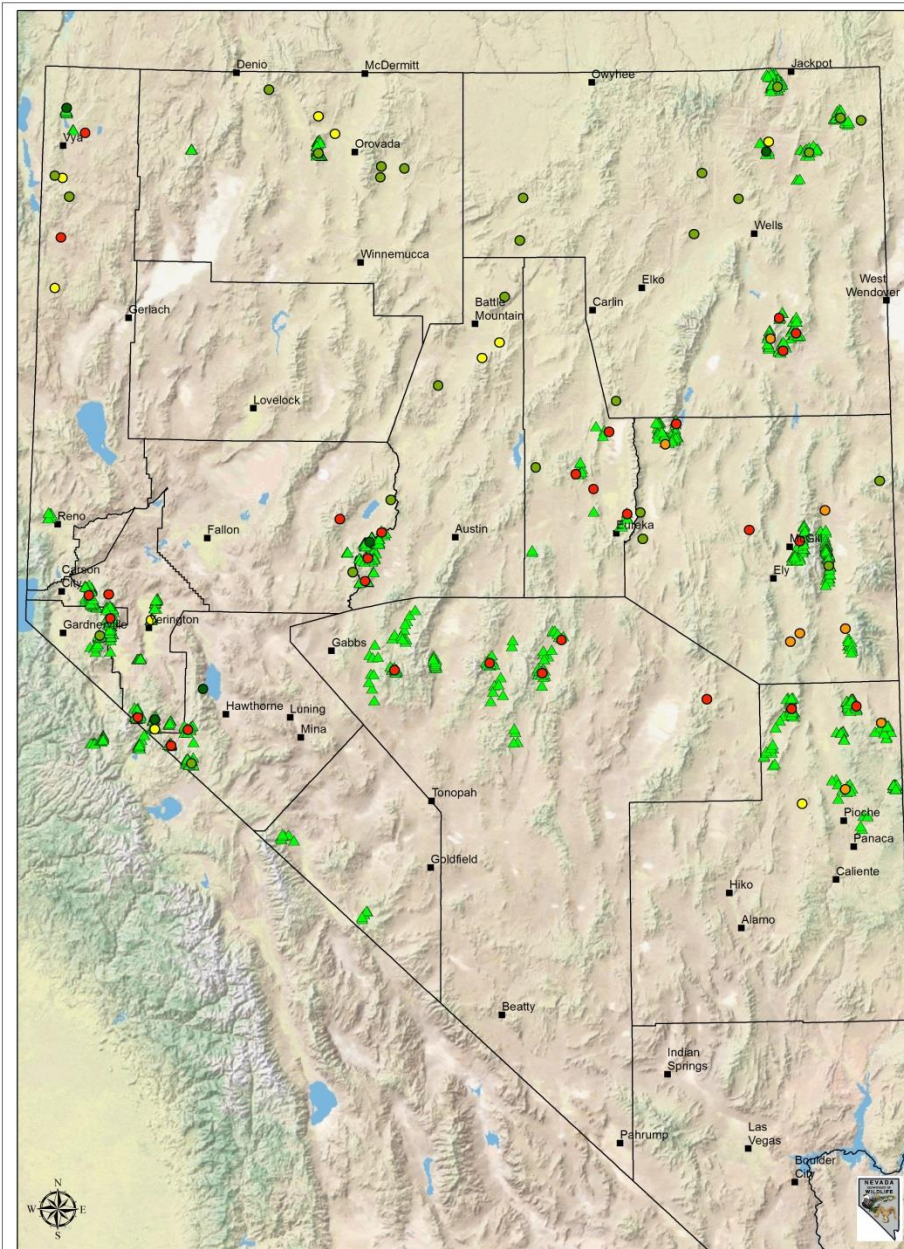 Denio
McDermitt
Owyhee
Jackpot
Vya
Orovada
Wells
Winnemucca
Elko
West
Wendover
Gerlach
Battle
Mountain
Carlin
Lovelock
Reno
Fallon
Austin
Eureka
McGill
Ely
Carson
City
Gardnerville
Yerington
Gabbs
Hawthorne
Luning
Mina
Tonopah
Pioche
Panaca
Goldfield
Caliente
Hiko
Alamo
Beatty
Indian
Springs
Pahrump
Las
Vegas
Boulder
City
N
W
E
S
NEVADA
WILDLIFE